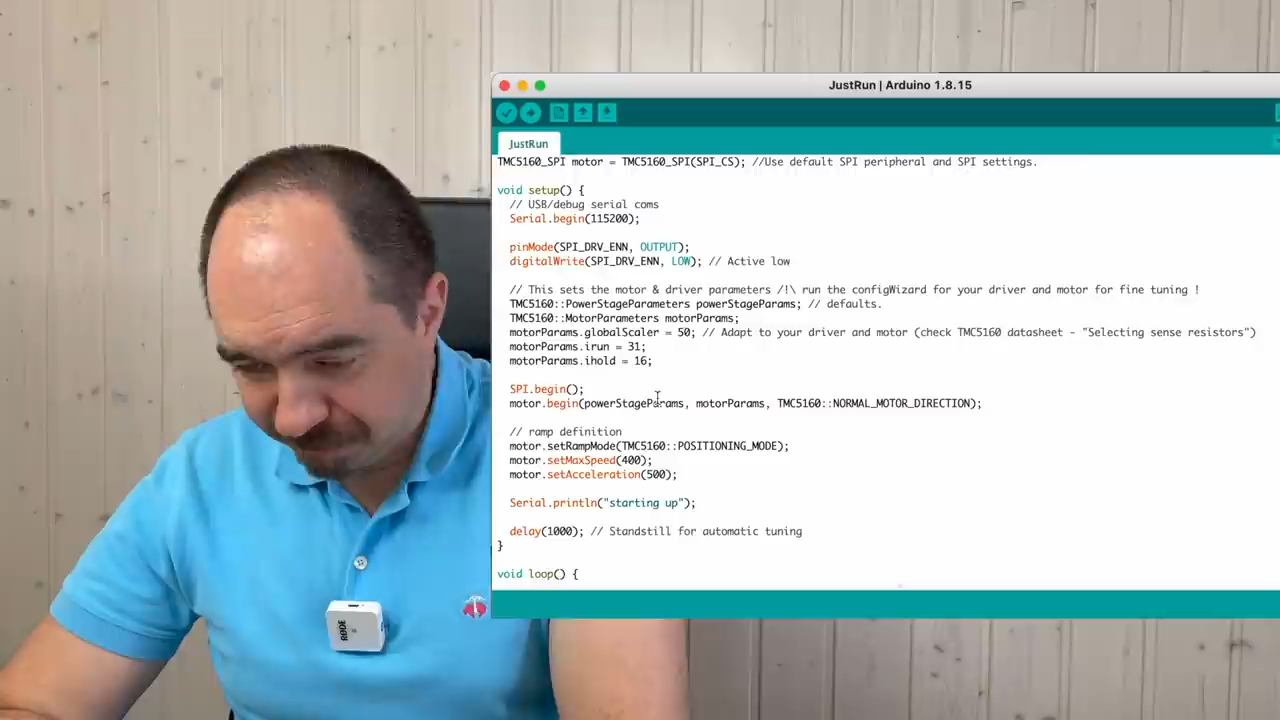 JustRun | Arduino 1.8.15
JustRun
TMC5160_SPI motor = TMC5160_SPI(SPI_CS); //Use default SPI peripheral and SPI settings.
void setup() {
// USB/debug serial coms
Serial.begin(115200);
pinMode(SPI_DRV_ENN, OUTPUT);
digitalWrite(SPI_DRV_ENN, LOW); // Active low
// This sets the motor & driver parameters /!\ run the configWizard for your driver and motor for fine tuning !
TMC5160::PowerStageParameters powerStageParams; // defaults.
TMC5160::MotorParameters motorParams;
motorParams.globalScaler = 50; // Adapt to your driver and motor (check TMC5160 datasheet - "Selecting sense resistors")
motorParams.irun = 31;
motorParams.ihold = 16;
SPI.begin();
motor.begin(powerStageParams, motorParams, TMC5160::NORMAL_MOTOR_DIRECTION);
// ramp definition
motor.setRampMode(TMC5160::POSITIONING_MODE);
motor.setMaxSpeed(400);
motor.setAcceleration(500);
Serial.println("starting up");
delay(1000); // Standstill for automatic tuning
}
void loop() {
RØDE